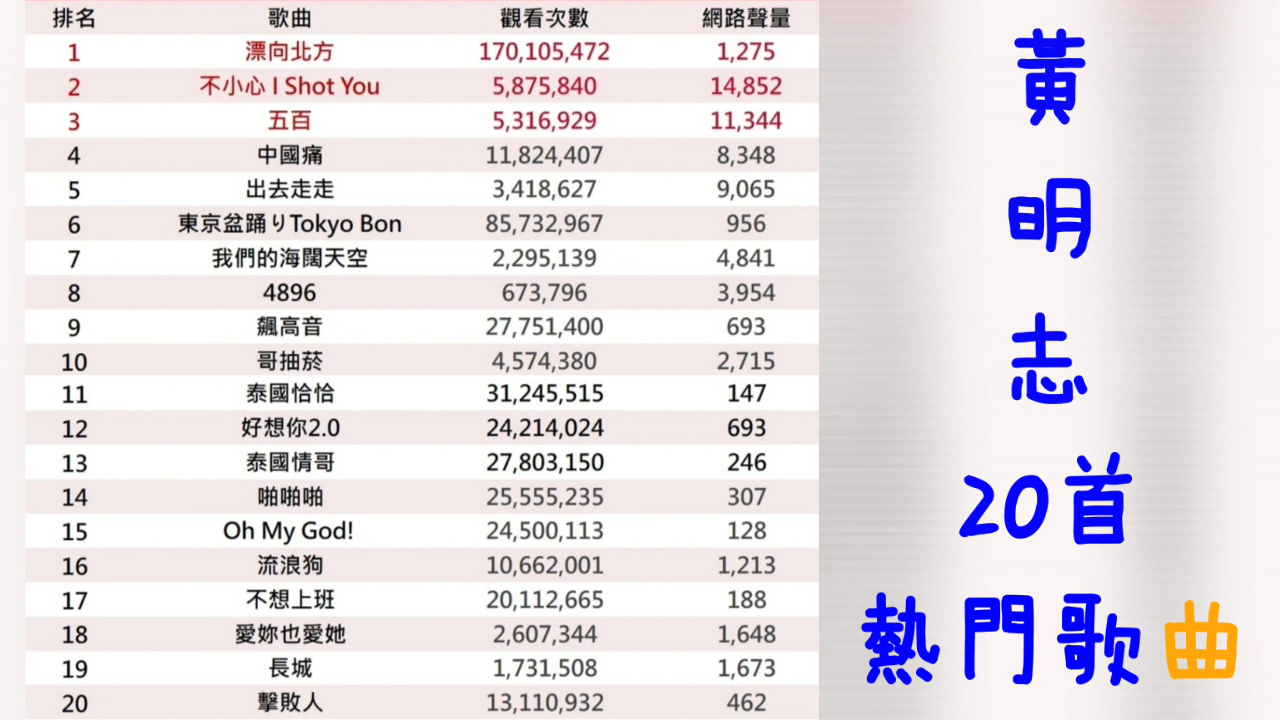 排名 歌曲 觀看次數 網路聲量
1 漂向北方 170,105,472 1,275
2 不小心 I Shot You 5,875,840 14,852
3 五百 5,316,929 11,344
4 中國痛 11,824,407 8,348
5 出去走走 3,418,627 9,065
6 東京盆踊りTokyo Bon 85,732,967 956
7 我們的海闊天空 2,295,139 4,841
8 4896 673,796 3,954
9 飆高音 27,751,400 693
10 哥抽菸 4,574,380 2,715
11 泰國恰恰 31,245,515 147
12 好想你2.0 24,214,024 693
13 泰國情哥 27,803,150 246
14 啪啪啪 25,555,235 307
15 Oh My God! 24,500,113 128
16 流浪狗 10,662,001 1,213
17 不想上班 20,112,665 188
18 愛妳也愛她 2,607,344 1,648
19 長城 1,731,508 1,673
20 擊敗人 13,110,932 462
黃
明
志
20首
熱門歌曲